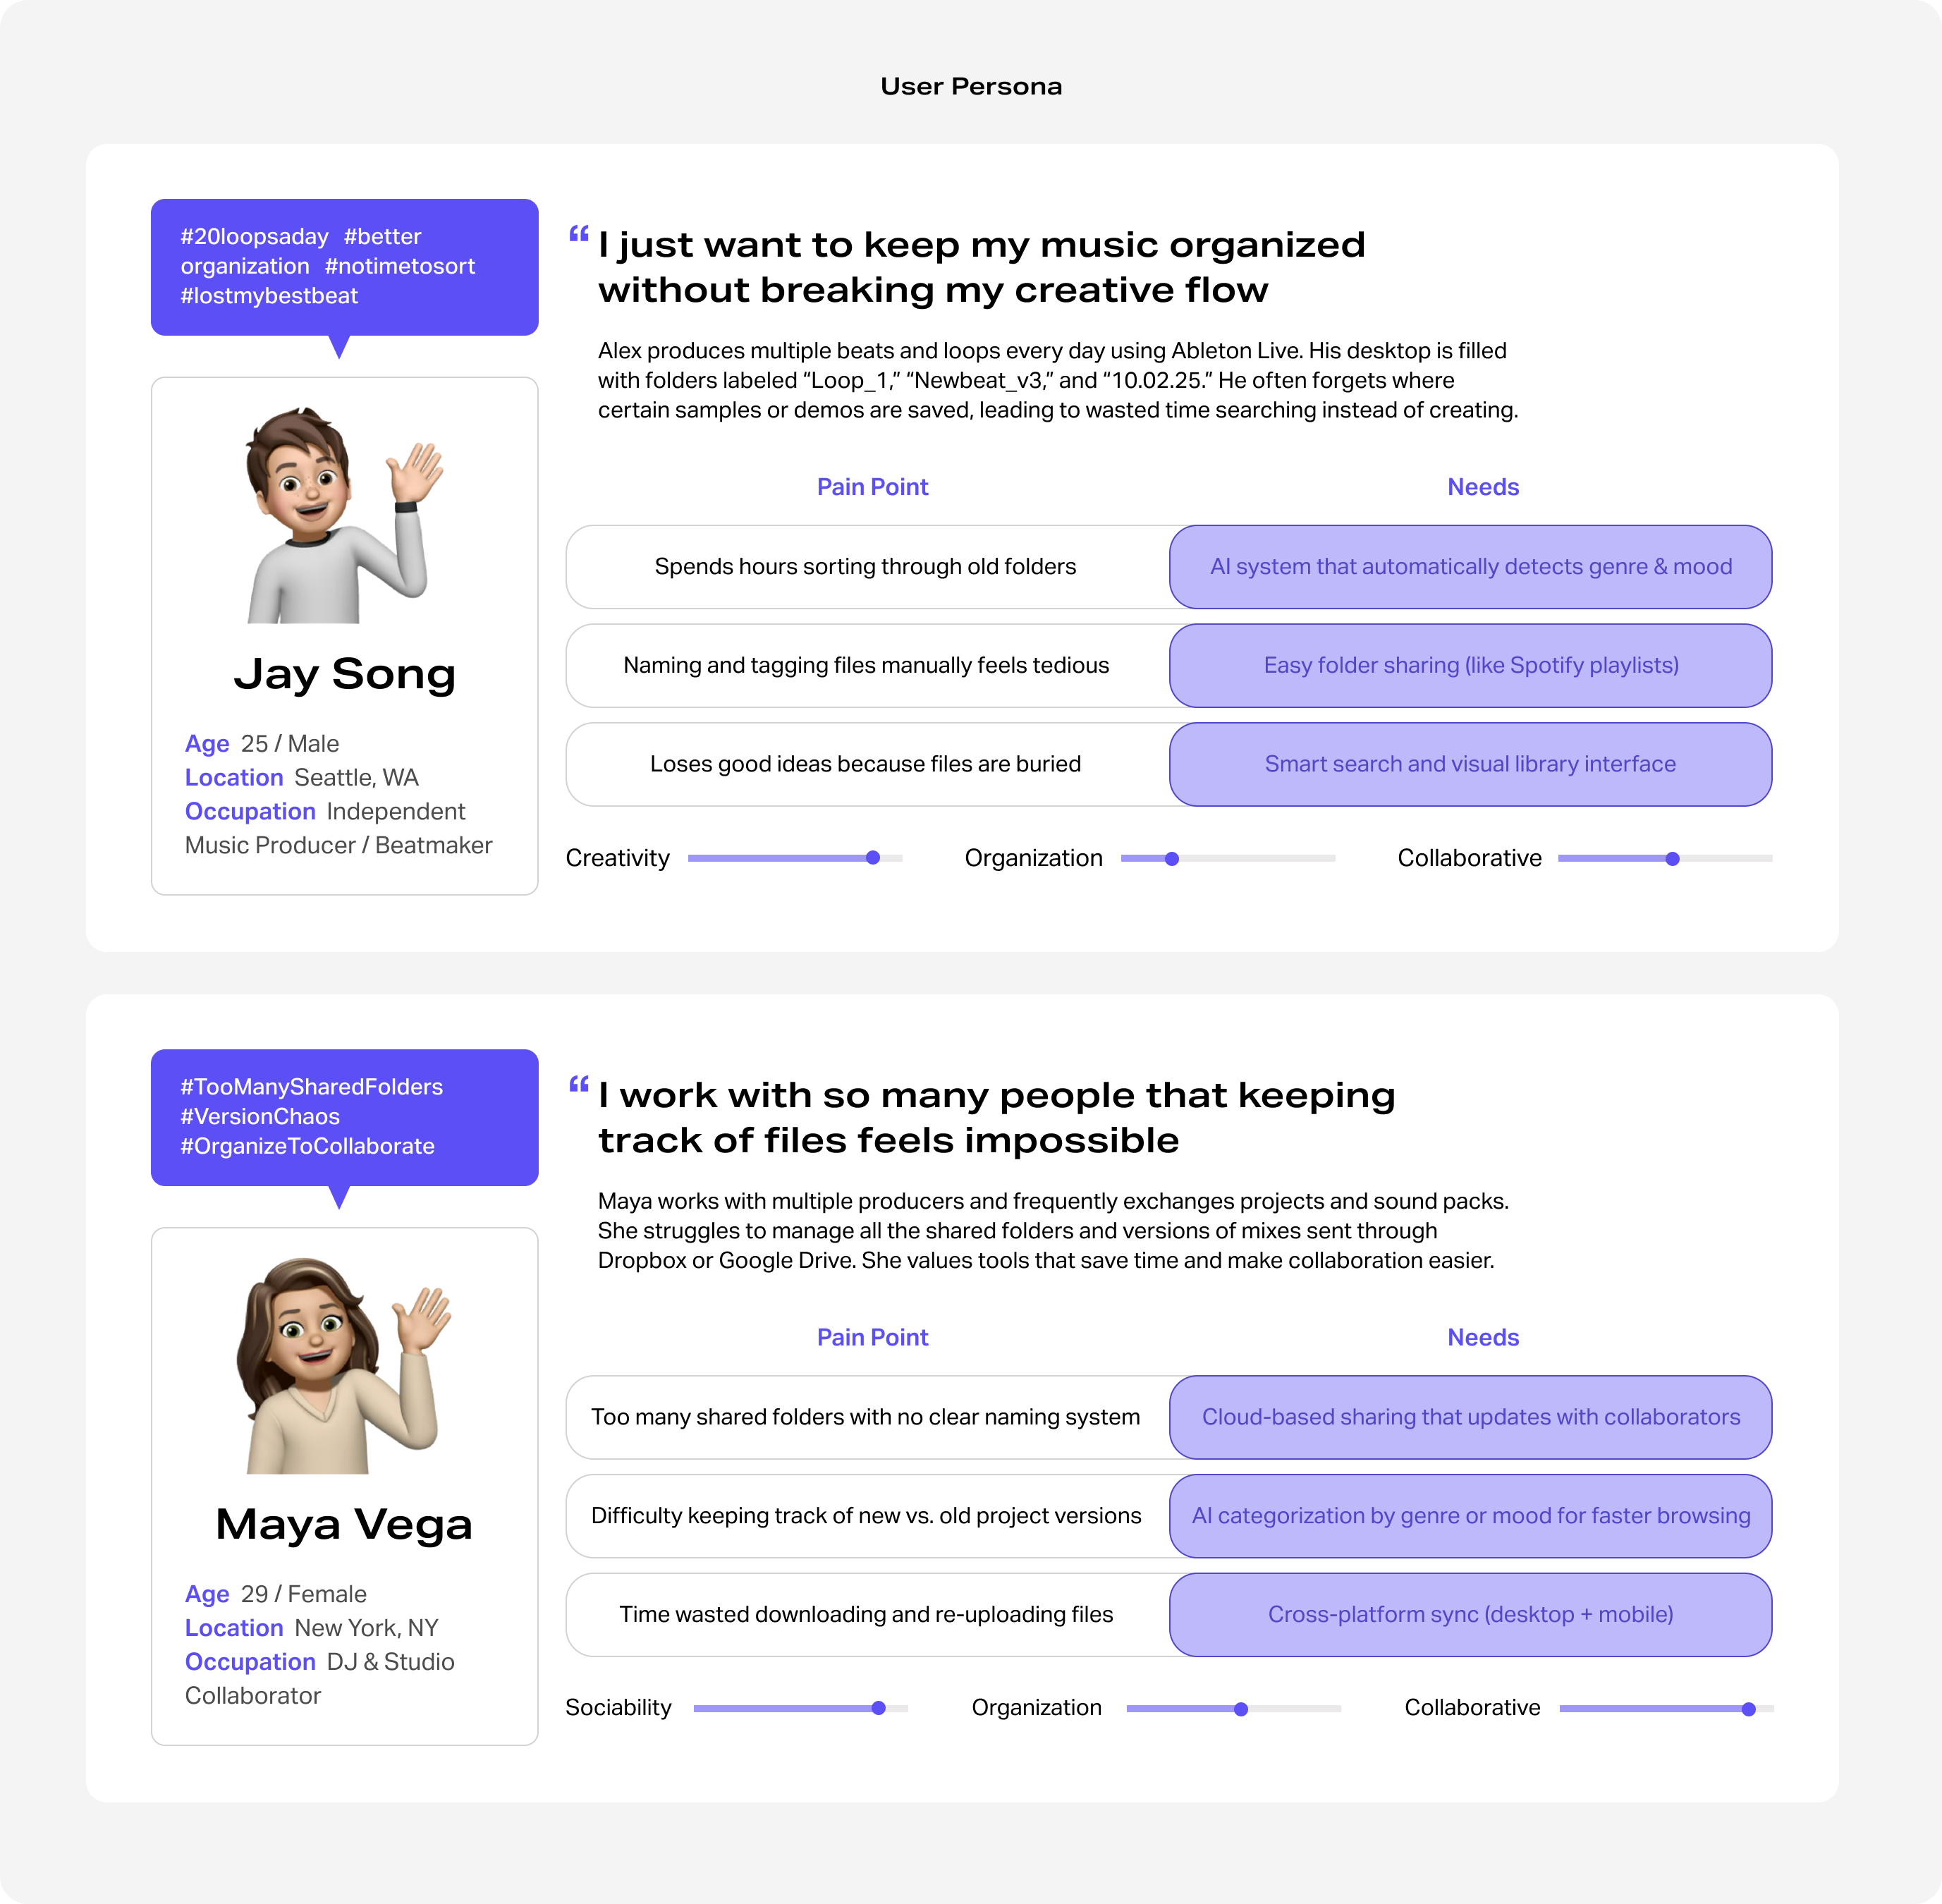 User Persona
#20loopsaday #better
organization #notimetosort
#lostmybestbeat
Jay Song
Age 25 / Male
Location Seattle, WA
Occupation Independent
Music Producer / Beatmaker
“ I just want to keep my music organized
without breaking my creative flow
Alex produces multiple beats and loops every day using Ableton Live. His desktop is filled
with folders labeled “Loop_1,” “Newbeat_v3,” and “10.02.25.” He often forgets where
certain samples or demos are saved, leading to wasted time searching instead of creating.
Pain Point Needs
Spends hours sorting through old folders AI system that automatically detects genre & mood
Naming and tagging files manually feels tedious Easy folder sharing (like Spotify playlists)
Loses good ideas because files are buried Smart search and visual library interface
Creativity Organization Collaborative
#TooManySharedFolders
#VersionChaos
#OrganizeToCollaborate
Maya Vega
Age 29 / Female
Location New York, NY
Occupation DJ & Studio
Collaborator
“ I work with so many people that keeping
track of files feels impossible
Maya works with multiple producers and frequently exchanges projects and sound packs.
She struggles to manage all the shared folders and versions of mixes sent through
Dropbox or Google Drive. She values tools that save time and make collaboration easier.
Pain Point Needs
Too many shared folders with no clear naming system Cloud-based sharing that updates with collaborators
Difficulty keeping track of new vs. old project versions AI categorization by genre or mood for faster browsing
Time wasted downloading and re-uploading files Cross-platform sync (desktop + mobile)
Sociability Organization Collaborative